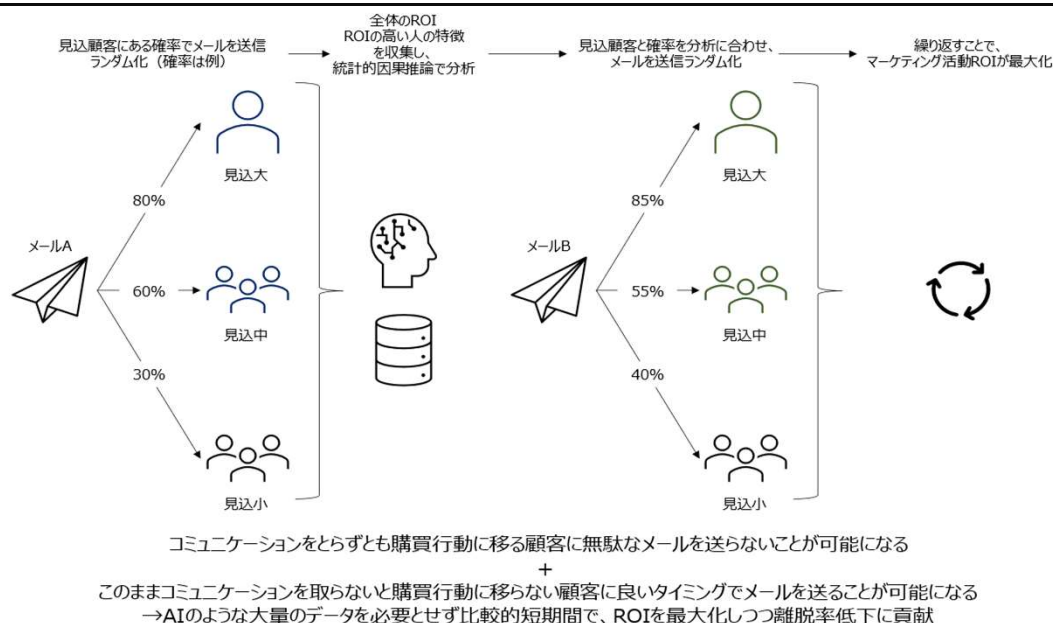 見込顧客にある確率でメールを送信
ランダム化（確率は例）
全体のROI
ROIの高い人の特徴
を収集し、
統計的因果推論で分析
見込顧客と確率を分析に合わせ、
メールを送信ランダム化
繰り返すことで、
マーケティング活動ROIが最大化
メールA
80%
60%
30%
見込大
見込中
見込小
メールB
85%
55%
40%
見込大
見込中
見込小
コミュニケーションをとらずとも購買行動に移る顧客に無駄なメールを送らないことが可能になる
+
このままコミュニケーションを取らないと購買行動に移らない顧客に良いタイミングでメールを送ることが可能になる
→AIのような大量のデータを必要とせず比較的短期間で、ROIを最大化しつつ離脱率低下に貢献